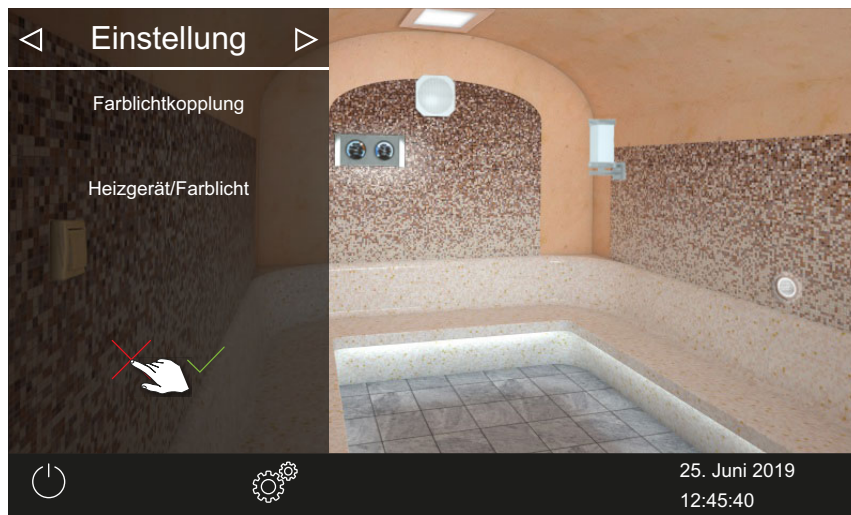 Einstellung
Farblichtkopplung
Heizgerät/Farblicht
25. Juni 2019
12:45:40